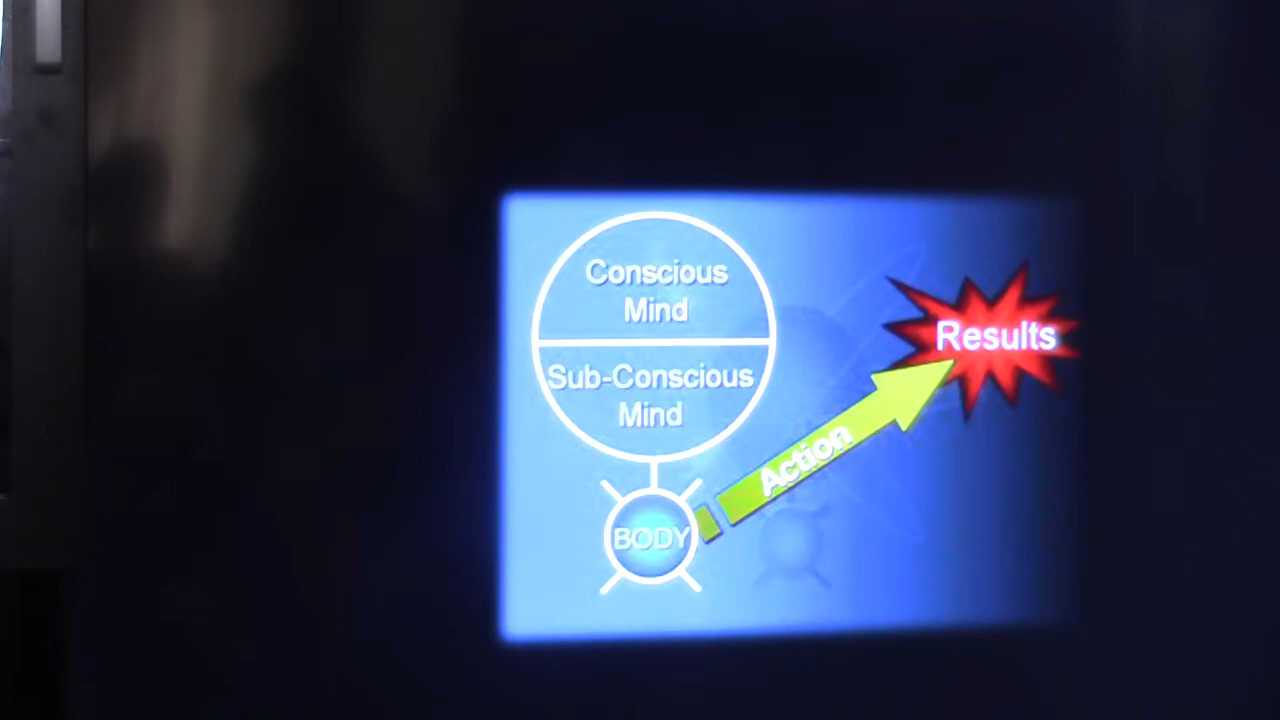 Conscious
Mind
Sub-Conscious
Mind
BODY
Action
Results